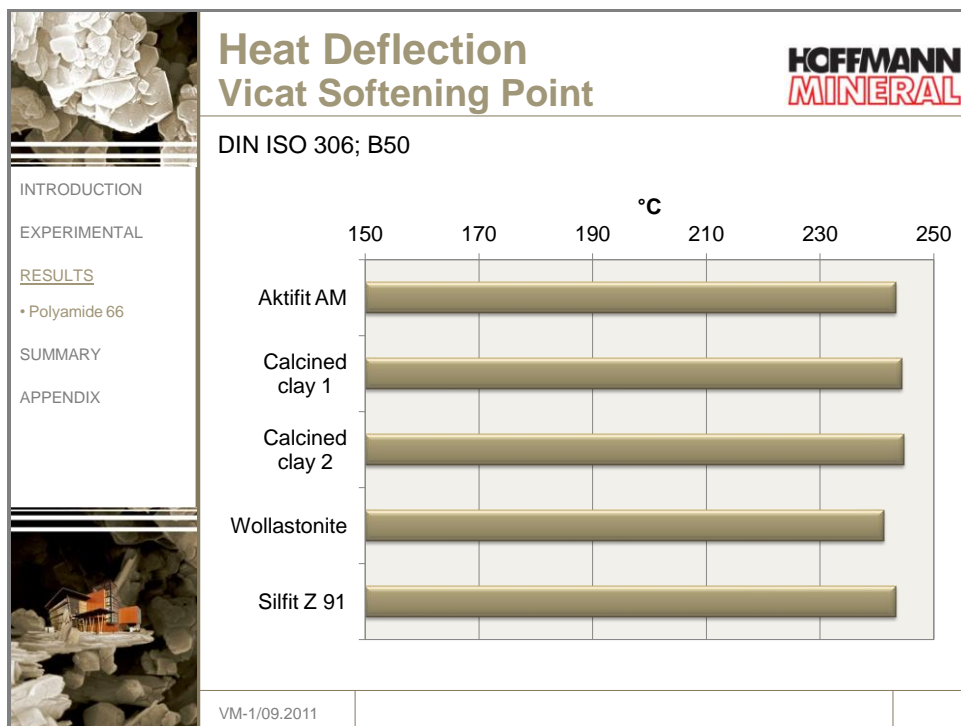 Heat Deflection
Vicat Softening Point
HOFFMANN
MINERAL
DIN ISO 306; B50
INTRODUCTION
EXPERIMENTAL
RESULTS
• Polyamide 66
SUMMARY
APPENDIX
°C
150 170 190 210 230 250
Aktifit AM
Calcined
clay 1
Calcined
clay 2
Wollastonite
Silfit Z 91
VM-1/09.2011